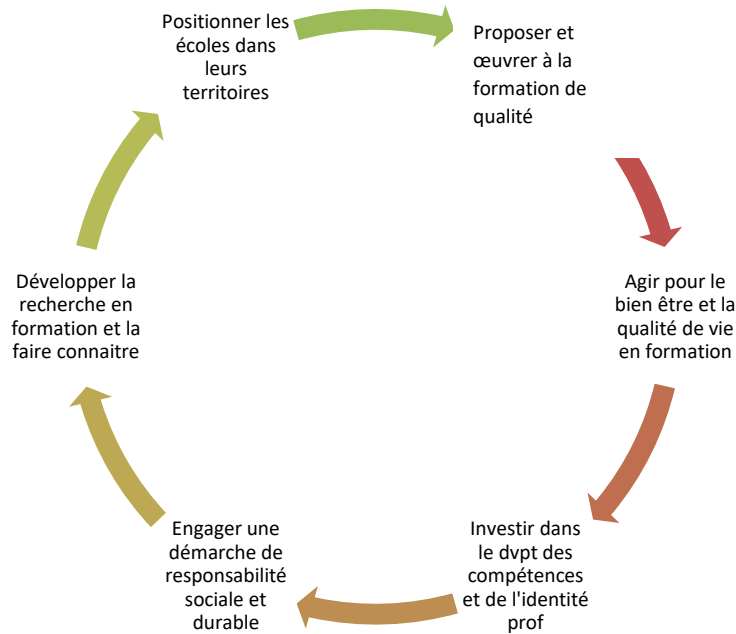 Positionner les
écoles dans
leurs
territoires
Proposer et
œuvrer à la
formation de
qualité
Agir pour le
bien être et la
qualité de vie
en formation
Investir dans
le dvpt des
compétences
et de l'identité
prof
Engager une
démarche de
responsabilité
sociale et
durable
Développer la
recherche en
formation et la
faire connaitre